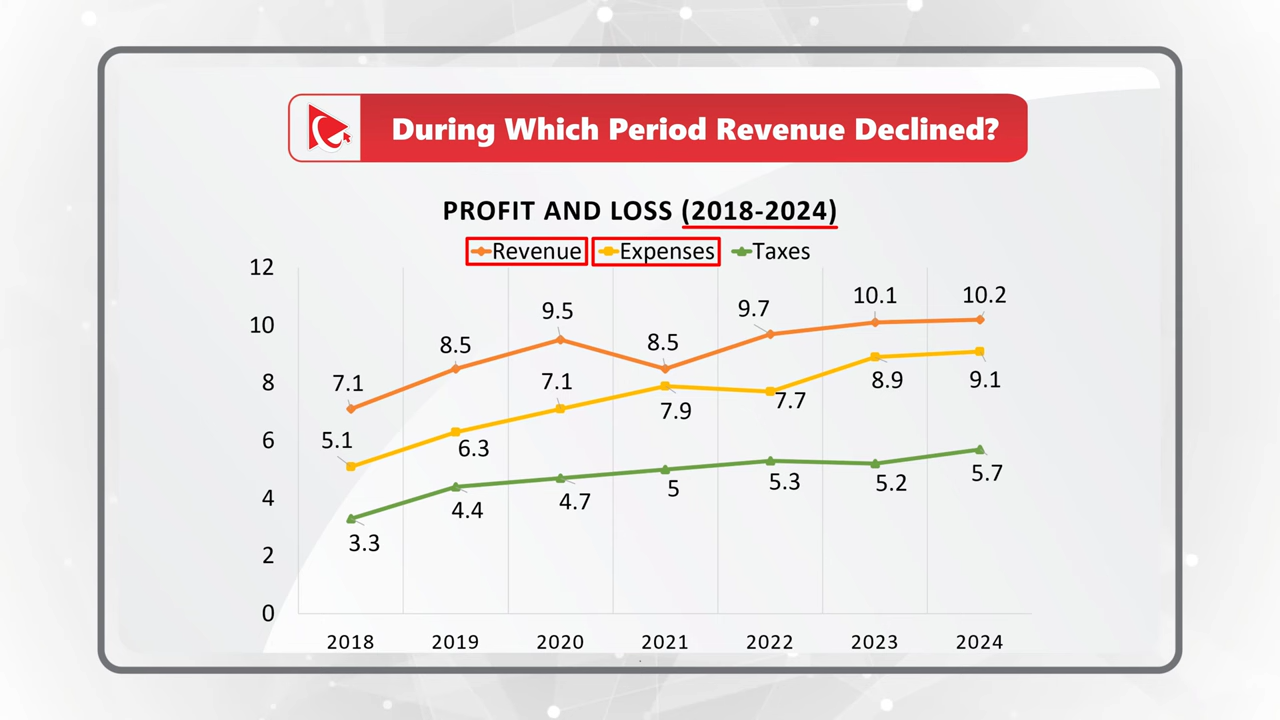 During Which Period Revenue Declined?
PROFIT AND LOSS (2018-2024)
Revenue Expenses Taxes
12
10
8
6
4
2
0
7.1 8.5 9.5 8.5 9.7 10.1 10.2
5.1 6.3 7.1 7.9 7.7 8.9 9.1
3.3 4.4 4.7 5 5.3 5.2 5.7
2018 2019 2020 2021 2022 2023 2024